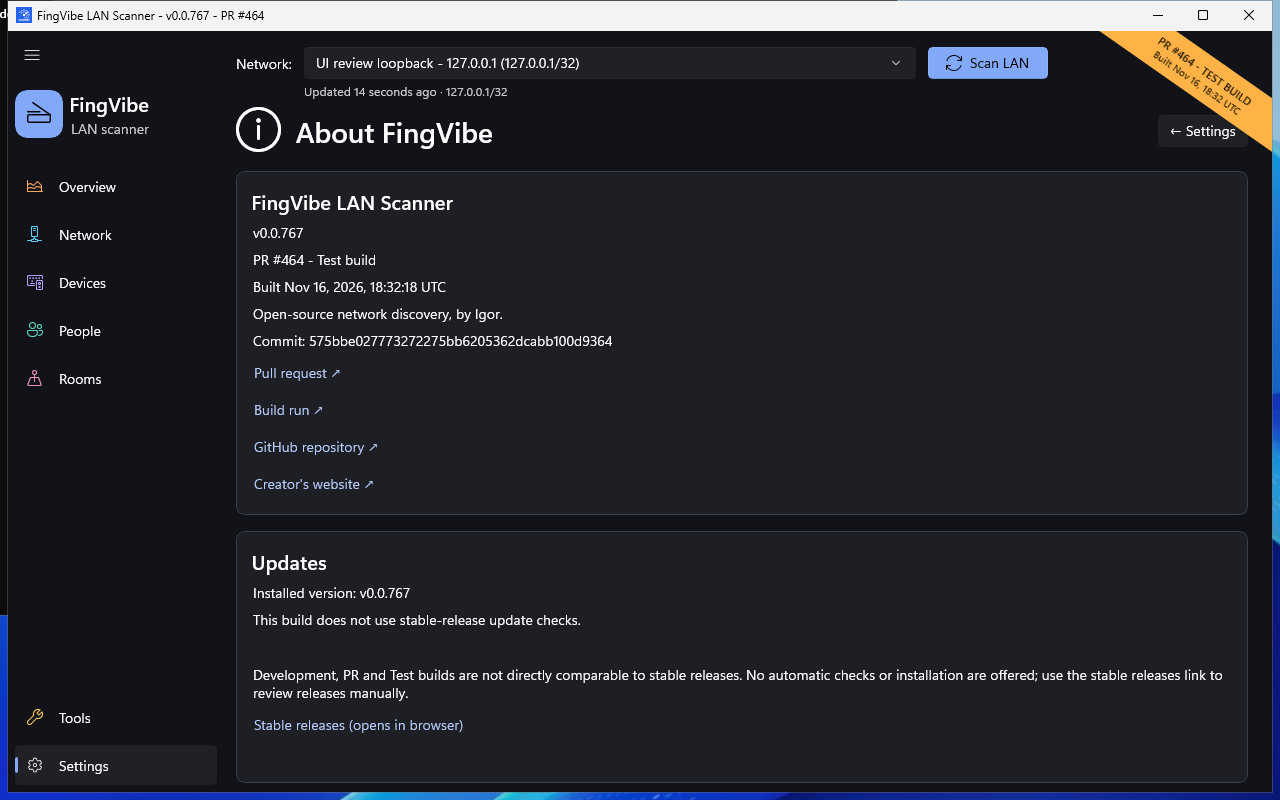 FingVibe LAN Scanner - v0.0.767 - PR #464
Network:
UI review loopback - 127.0.0.1 (127.0.0.1/32)
Scan LAN
Updated 14 seconds ago · 127.0.0.1/32
PR #464 - TEST BUILD
Built Nov 16, 18:32 UTC
FingVibe
LAN scanner
About FingVibe
← Settings
Overview
Network
Devices
People
Rooms
Tools
Settings
FingVibe LAN Scanner
v0.0.767
PR #464 - Test build
Built Nov 16, 2026, 18:32:18 UTC
Open-source network discovery, by Igor.
Commit: 575bbe027773272275bb6205362dcabb100d9364
Pull request ↗
Build run ↗
GitHub repository ↗
Creator's website ↗
Updates
Installed version: v0.0.767
This build does not use stable-release update checks.
Development, PR and Test builds are not directly comparable to stable releases. No automatic checks or installation are offered; use the stable releases link to
review releases manually.
Stable releases (opens in browser)